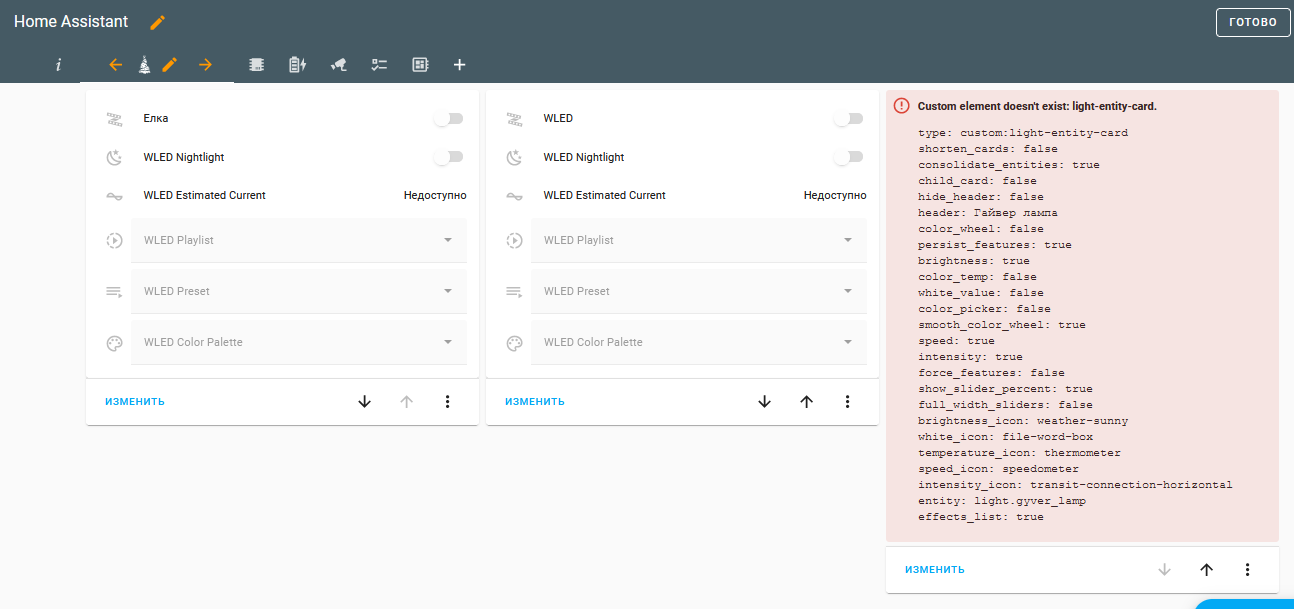 Home Assistant
ГОТОВО
Елка
WLED Nightlight
WLED Estimated Current
Недоступно
WLED Playlist
WLED Preset
WLED Color Palette
ИЗМЕНИТЬ
WLED
WLED Nightlight
WLED Estimated Current
Недоступно
WLED Playlist
WLED Preset
WLED Color Palette
ИЗМЕНИТЬ
Custom element doesn't exist: light-entity-card.
type: custom:light-entity-card
shorten_cards: false
consolidate_entities: true
child_card: false
hide_header: false
header: Гайвер лампа
color_wheel: false
persist_features: true
brightness: true
color_temp: false
white_value: false
color_picker: false
smooth_color_wheel: true
speed: true
intensity: true
force_features: false
show_slider_percent: true
full_width_sliders: false
brightness_icon: weather-sunny
white_icon: file-word-box
temperature_icon: thermometer
speed_icon: speedometer
intensity_icon: transit-connection-horizontal
entity: light.gyver_lamp
effects_list: true
ИЗМЕНИТЬ